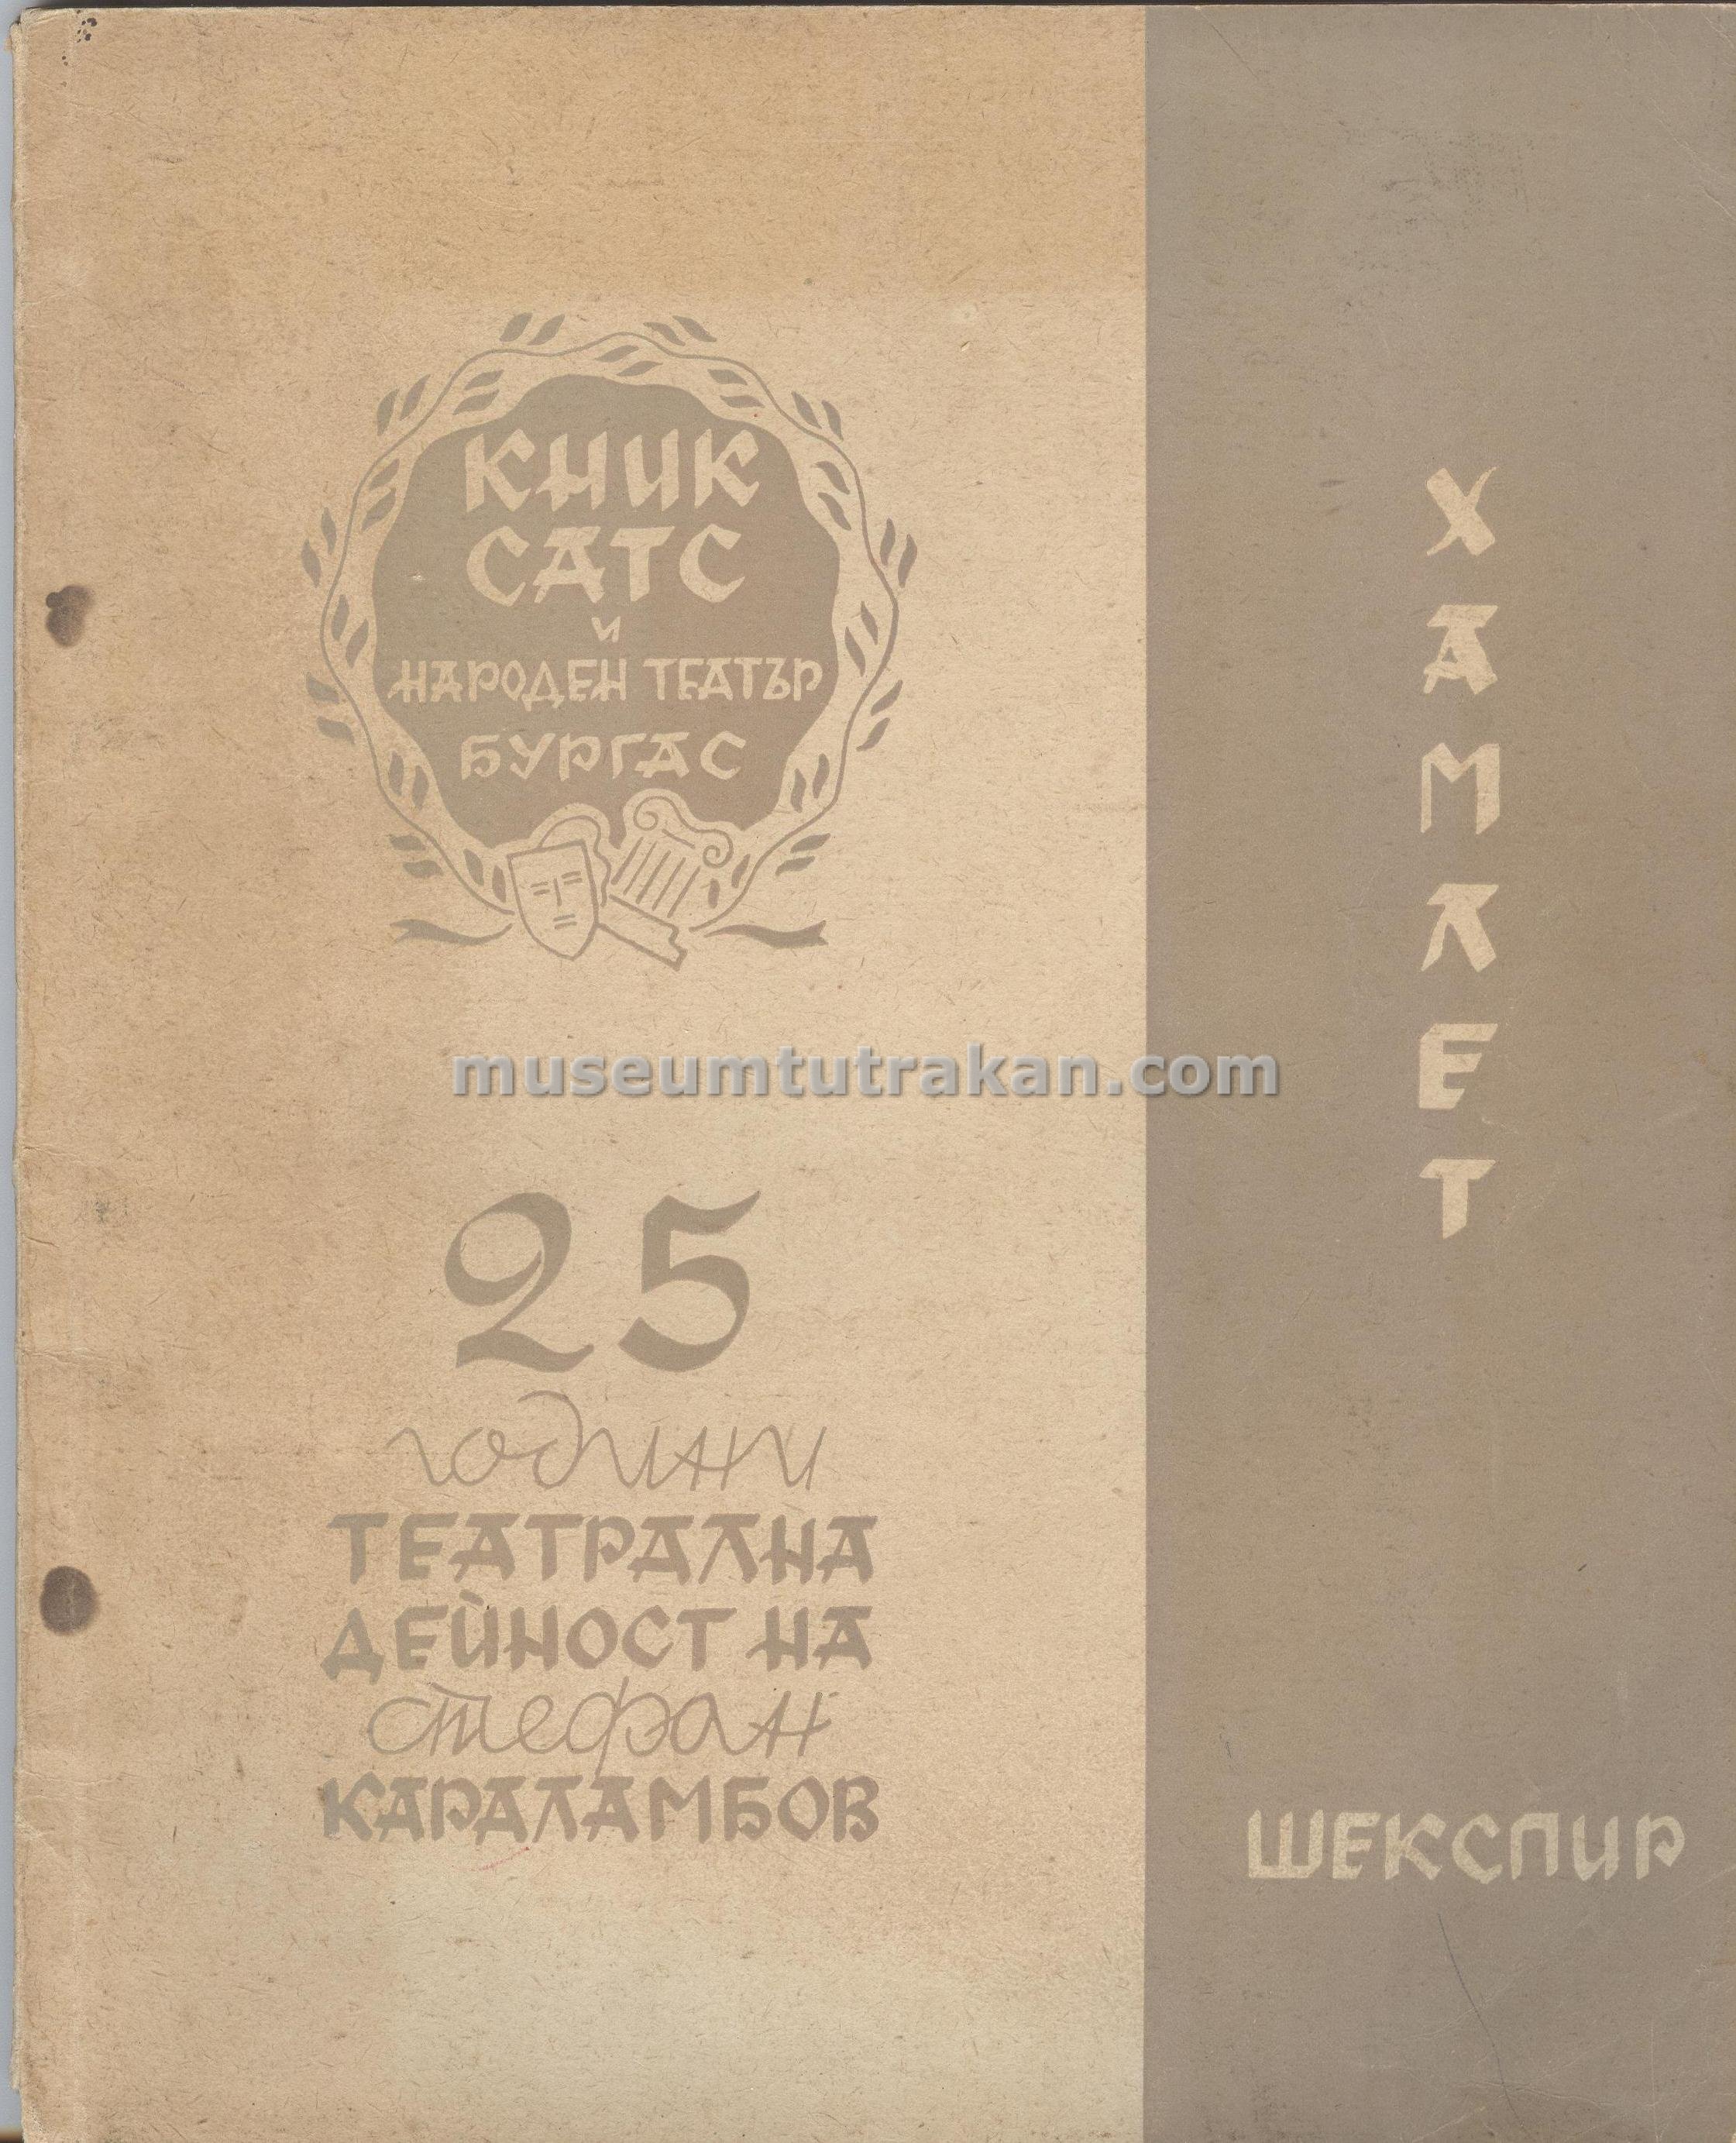 КНИК
САТС
и
НАРОДЕН ТЕАТЪР
БУРГАС
museumtutrakan.com
25
години
ТЕАТРАЛНА
ДЕЙНОСТ НА
стефан
КАРАЛАМБОВ
ХАМЛЕТ
ШЕКСПИР